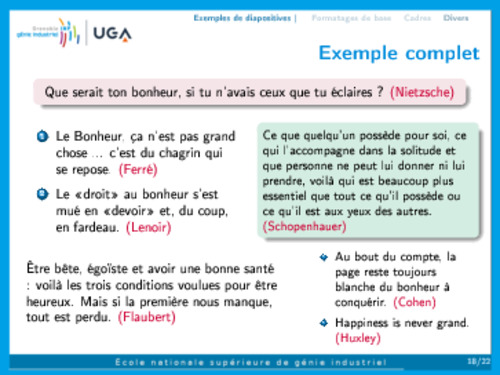 Grenoble INP
génie industriel
UGA
Exemples de diapositives | Formatages de base Cadres Divers
Exemple complet
Que serait ton bonheur, si tu n'avais ceux que tu éclaires ? (Nietzsche)
1 Le Bonheur, ça n'est pas grand
chose ... c'est du chagrin qui
se repose. (Ferré)
2 Le «droit» au bonheur s'est
mué en «devoir» et, du coup,
en fardeau. (Lenoir)
Ce que quelqu'un possède pour soi, ce
qui l'accompagne dans la solitude et
que personne ne peut lui donner ni lui
prendre, voilà qui est beaucoup plus
essentiel que tout ce qu'il possède ou
ce qu'il est aux yeux des autres.
(Schopenhauer)
Être bête, égoïste et avoir une bonne santé
: voilà les trois conditions voulues pour être
heureux. Mais si la première nous manque,
tout est perdu. (Flaubert)
Au bout du compte, la
page reste toujours
blanche du bonheur à
conquérir. (Cohen)
Happiness is never grand.
(Huxley)
École nationale supérieure de génie industriel
18/22